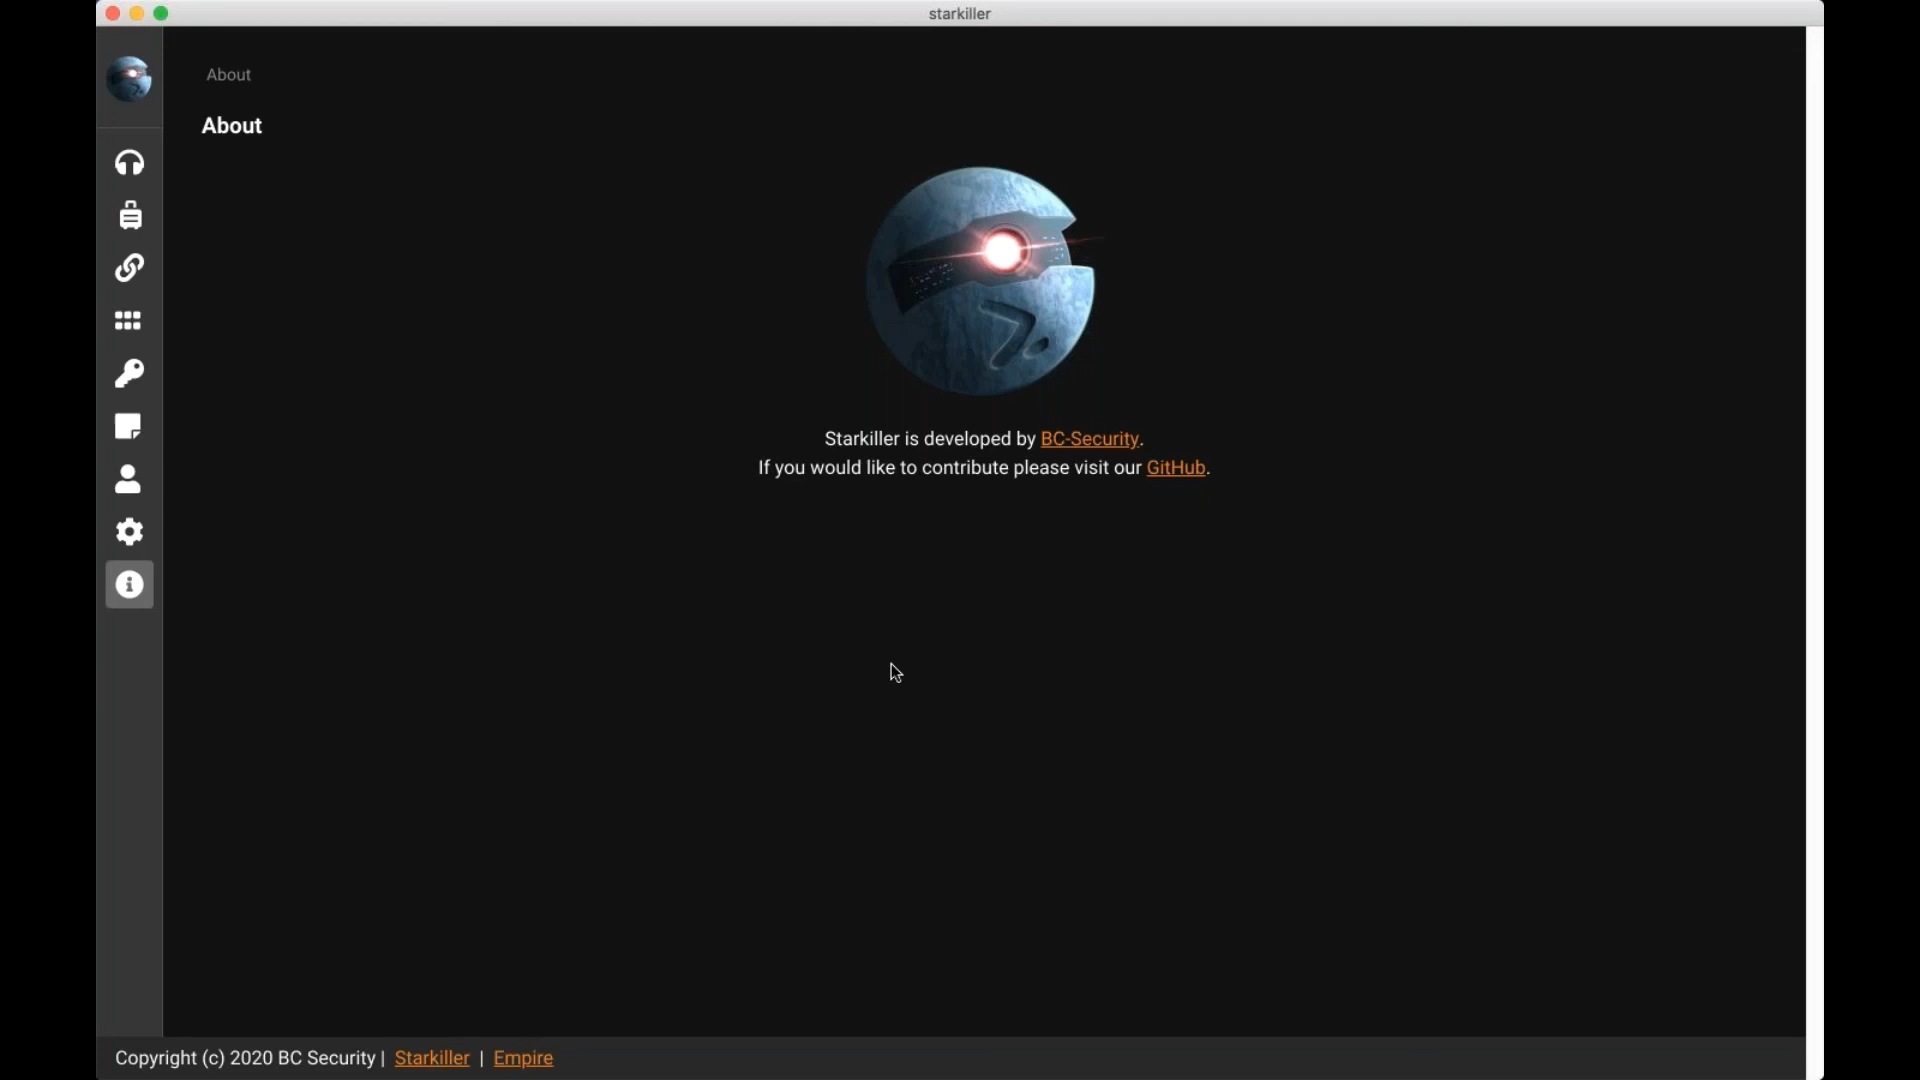 starkiller
About
About
Starkiller is developed by BC-Security.
If you would like to contribute please visit our GitHub.
Copyright (c) 2020 BC Security | Starkiller | Empire